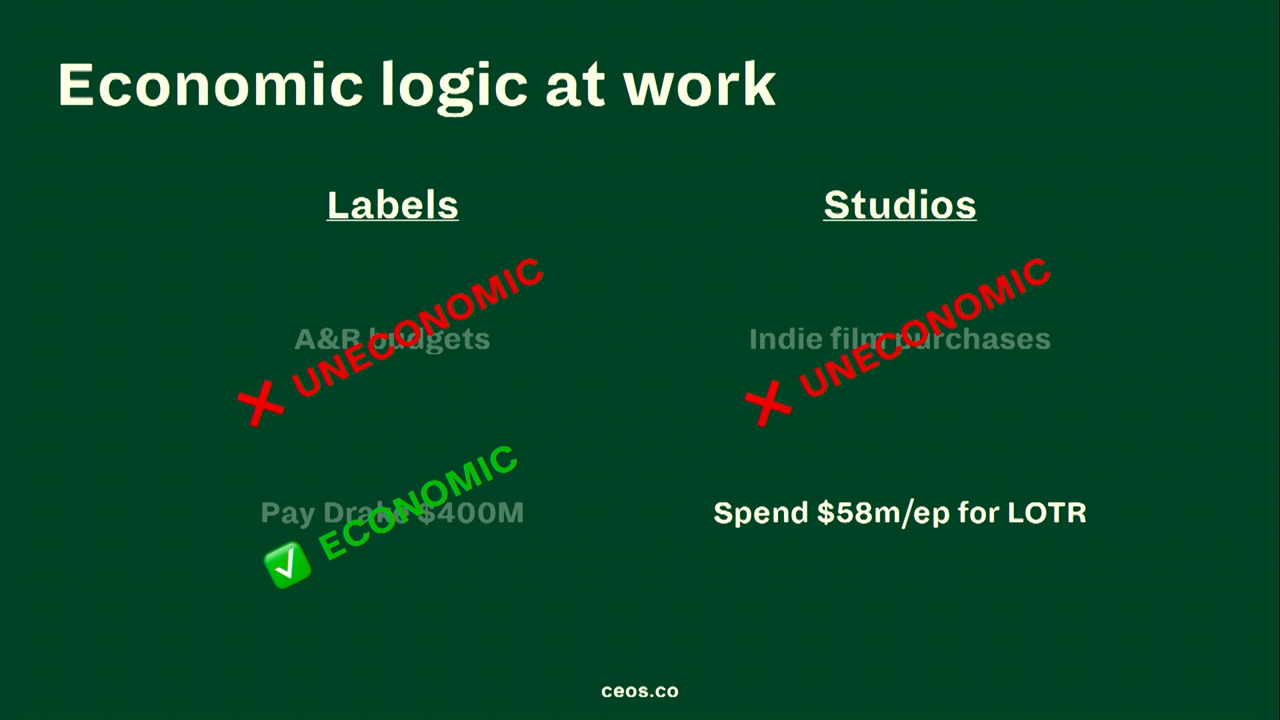 Economic logic at work
Labels
Studios
A&R budgets
UNECONOMIC
Indie film purchases
UNECONOMIC
Pay Drake $400M
ECONOMIC
Spend $58m/ep for LOTR
ceos.co